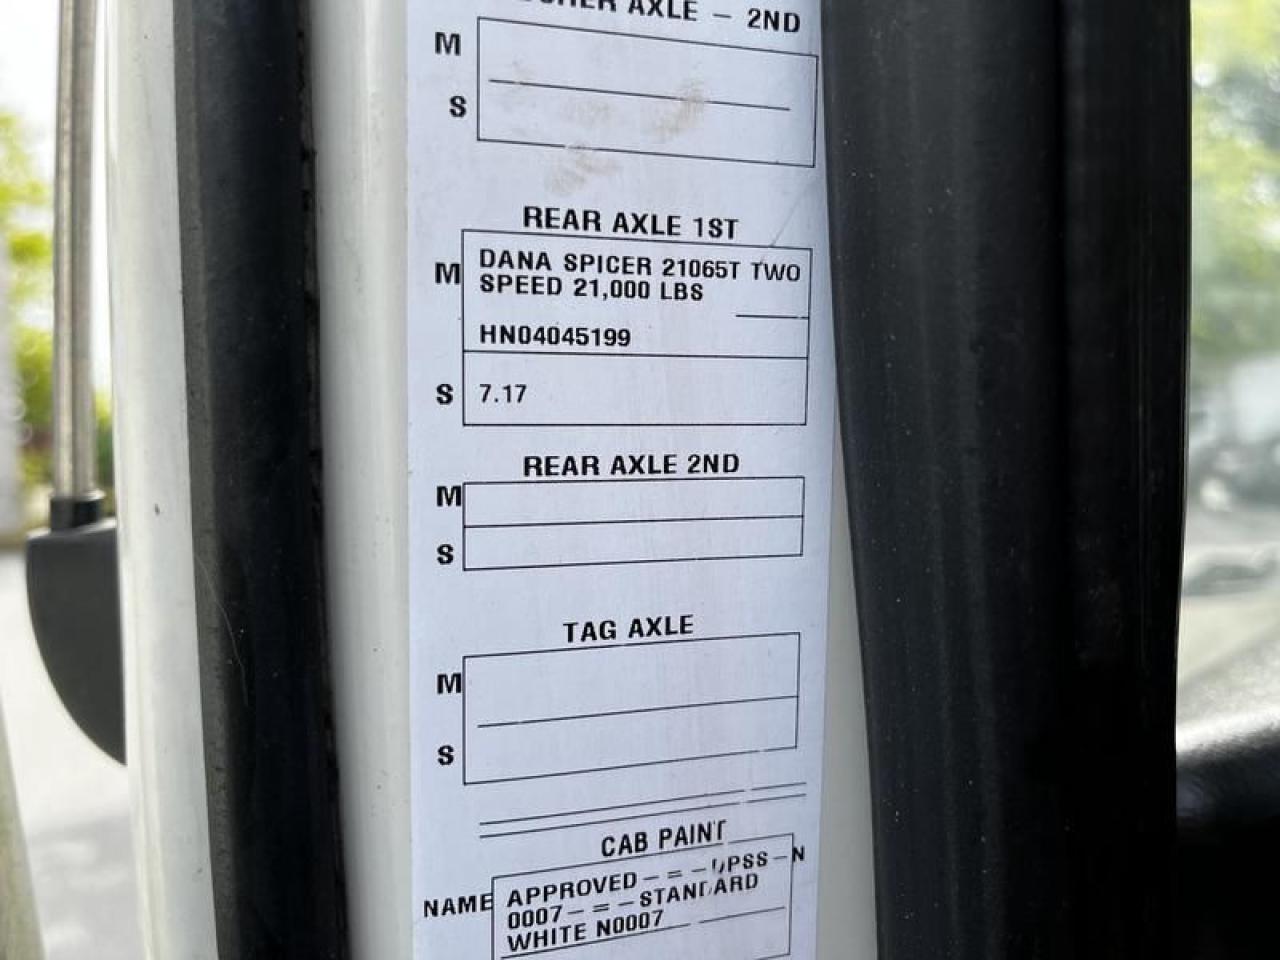 AXLE – 2ND
M
S
REAR AXLE 1ST
M
DANA SPICER 21065T TWO
SPEED 21,000 LBS
HN04045199
S
7.17
REAR AXLE 2ND
M
S
TAG AXLE
M
S
CAB PAINT
NAME
APPROVED – = – PSS – N
0007 – = – STANDARD
WHITE N0007